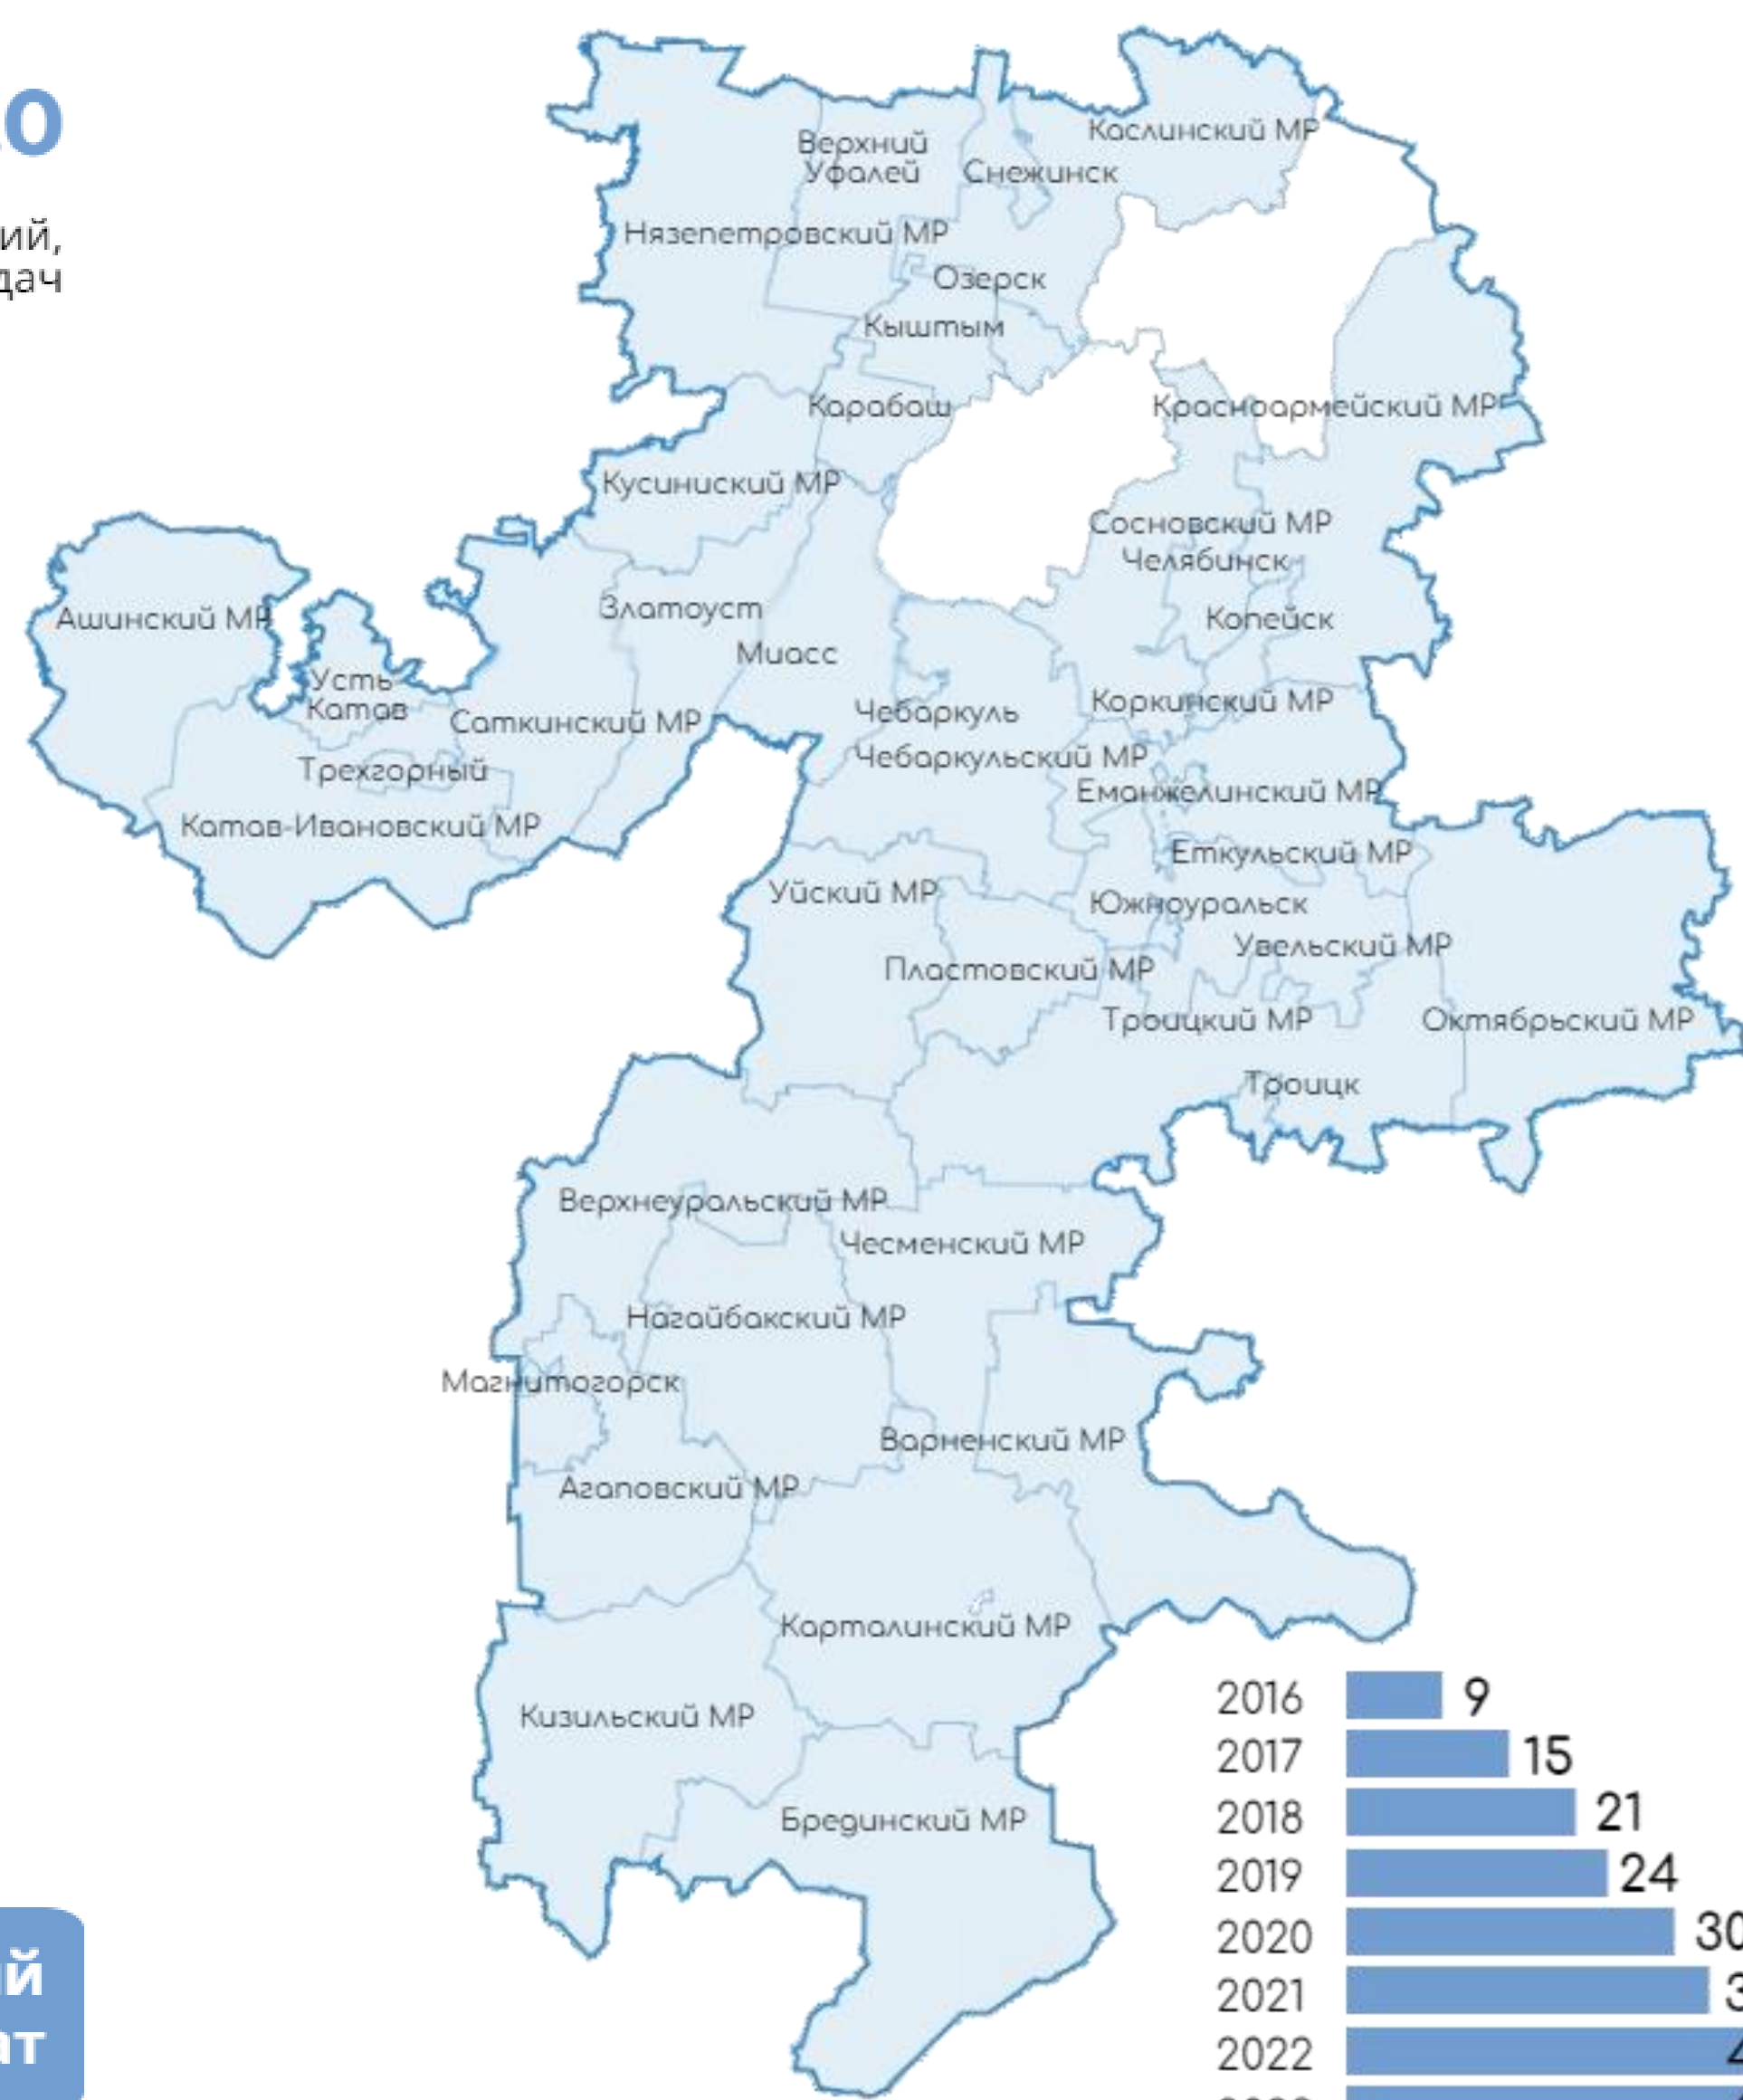 Каслинский МР
Верхний
Уфалей
Снежинск
Нязепетровский МР
Озерск
Кыштым
Карабаш
Красноармейский МР
Кусиниский МР
Сосновский МР
Челябинск
Златоуст
Ашинский МР
Копейск
Миасс
Усть-
Катав
Коркинский МР
Чебаркуль
Саткинский МР
Чебаркульский МР
Трехгорный
Еманжелинский МР
Катав-Ивановский МР
Еткульский МР
Уйский МР
Южноуральск
Увельский МР
Пластовский МР
Троицкий МР
Октябрьский МР
Троицк
Верхнеуральский МР
Чесменский МР
Нагайбакский МР
Магнитогорск
Варненский МР
Агаповский МР
Карталинский МР
Кизильский МР
Брединский МР
2016 9
2017 15
2018 21
2019 24
2020 30
2021
2022